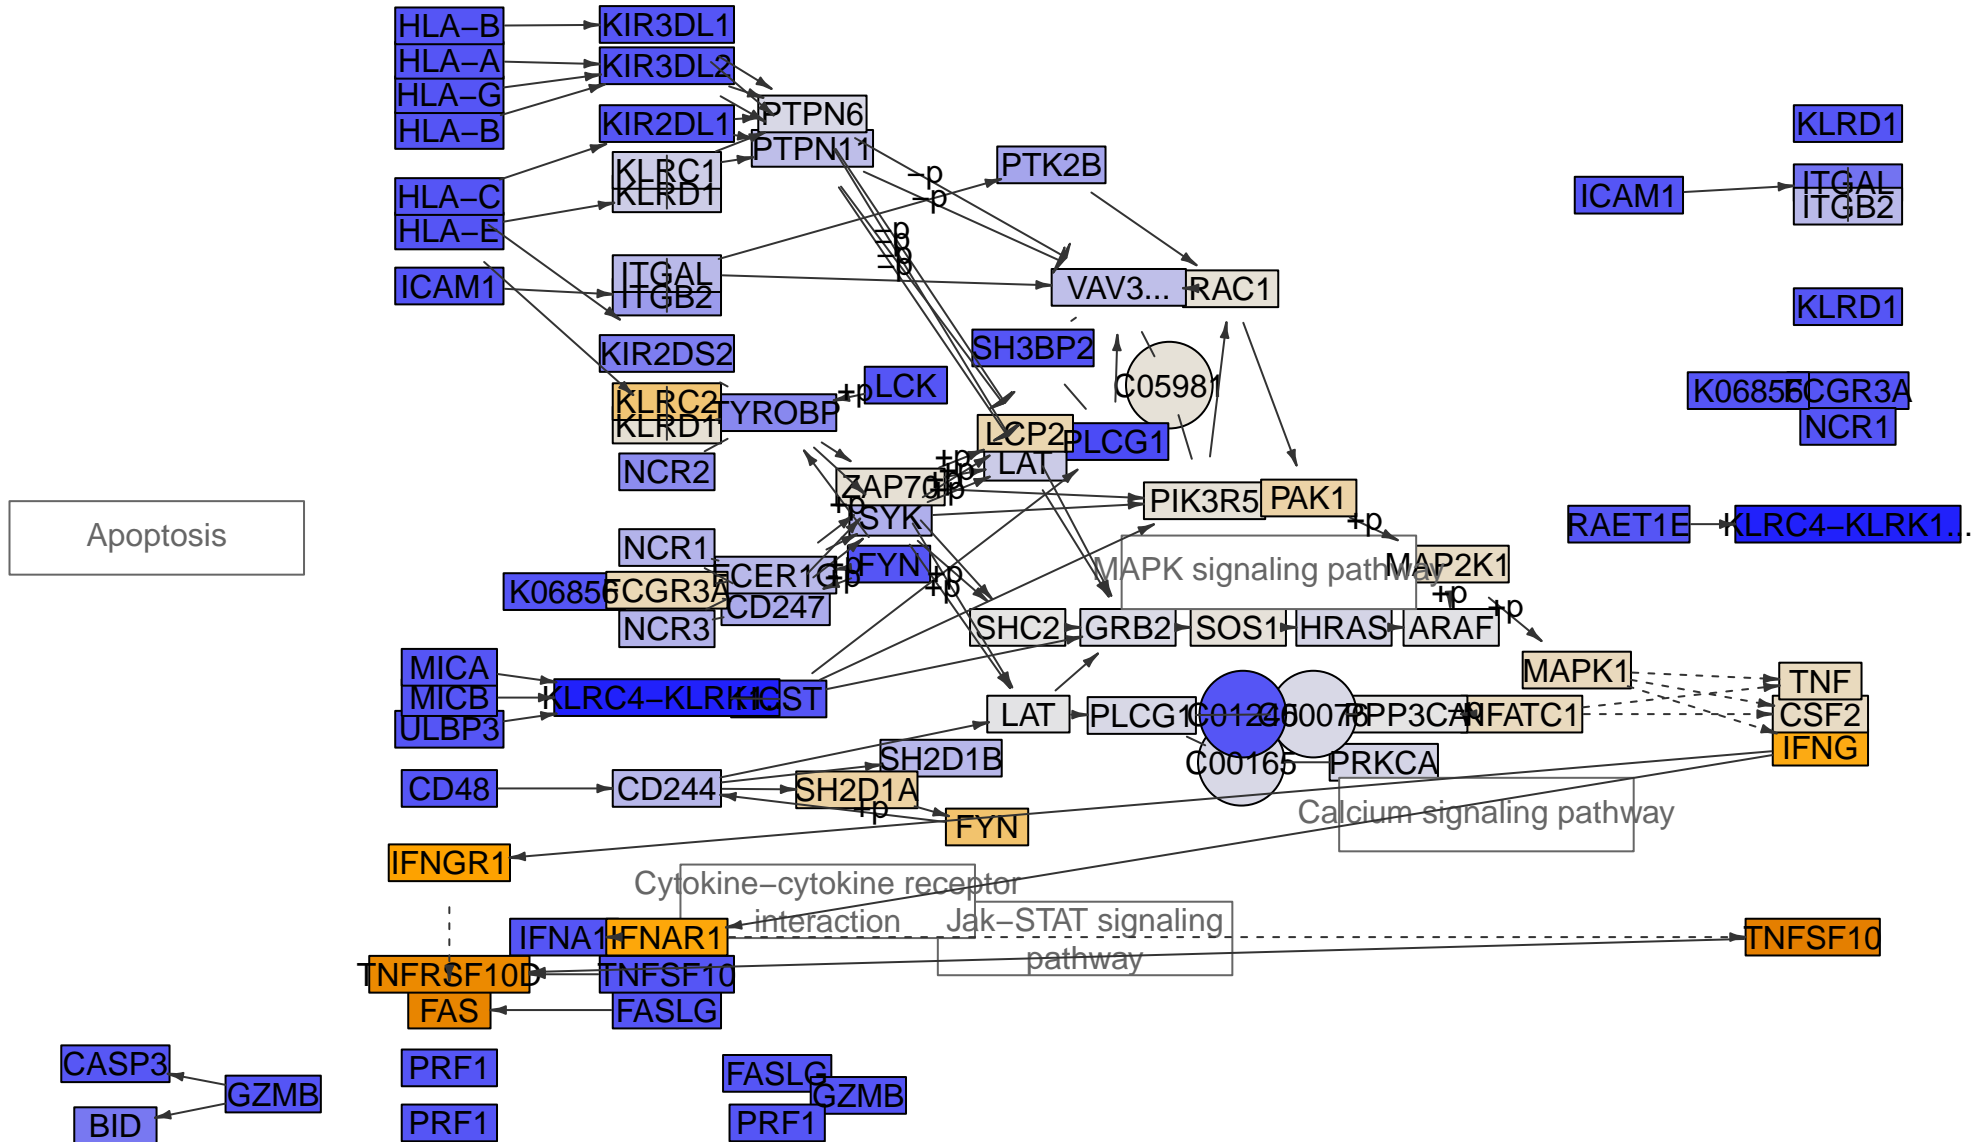 HLA−B
KIR3DL1
HLA−A
KIR3DL2
HLA−G
HLA−B
KIR2DL1
PTPN6
PTPN11
KLRD1
KLRC1
KLRD1
PTK2B
−p
−p
HLA−C
HLA−E
ICAM1
ITGAL
ITGB2
−p
−p
−p
−p
ICAM1
ITGAL
ITGB2
VAV3...
RAC1
KLRD1
KIR2DS2
SH3BP2
C05981
KLRC2
KLRD1
TYROBP
+p
LCK
K06856
FCGR3A
NCR1
LCP2
LAT
PLCG1
NCR2
+p
+p
+p
+p
ZAP70
SYK
+p
PIK3R5
PAK1
+p
RAET1E
KLRC4−KLRK1...
Apoptosis
NCR1
FCER1G
CD247
+p
+p
FYN
+p
+p
MAPK signaling pathway
MAP2K1
+p
+p
K06856
FCGR3A
NCR3
SHC2
GRB2
SOS1
HRAS
ARAF
MICA
MICB
ULBP3
KLRC4−KLRK1...
HCST
MAPK1
TNF
CSF2
IFNG
LAT
PLCG1
C01245
C00076
PPP3CA
−p
NFATC1
C00165
PRKCA
SH2D1B
CD48
CD244
SH2D1A
+p
FYN
Calcium signaling pathway
IFNGR1
Cytokine−cytokine receptor
interaction
Jak−STAT signaling
pathway
IFNA1
IFNAR1
TNFSF10
TNFRSF10D
TNFSF10
FAS
FASLG
CASP3
GZMB
BID
PRF1
PRF1
FASLG
GZMB
PRF1